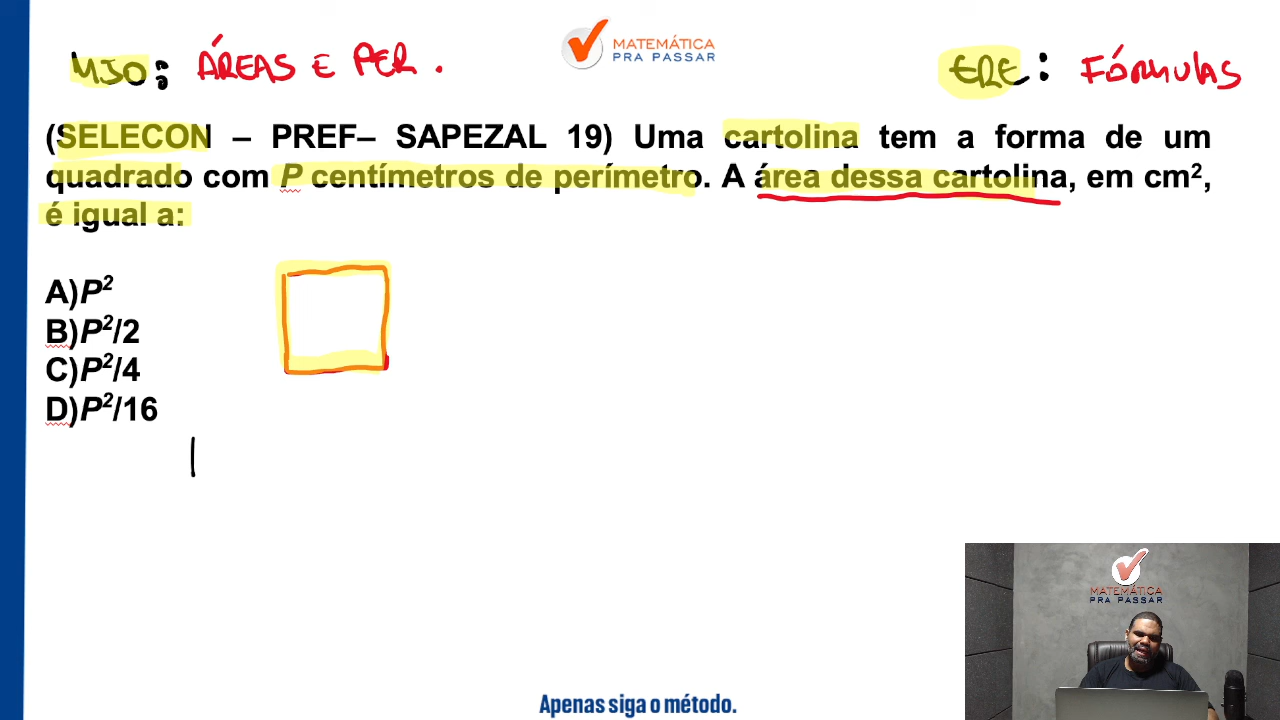 MJO: ÁREAS E PER.
MATEMÁTICA
PRA PASSAR
ERE: FÓRMULAS
(SELECON – PREF– SAPEZAL 19) Uma cartolina tem a forma de um
quadrado com P centímetros de perímetro. A área dessa cartolina, em cm²,
é igual a:
A)P²
B)P²/2
C)P²/4
D)P²/16
MATEMÁTICA
PRA PASSAR
Apenas siga o método.